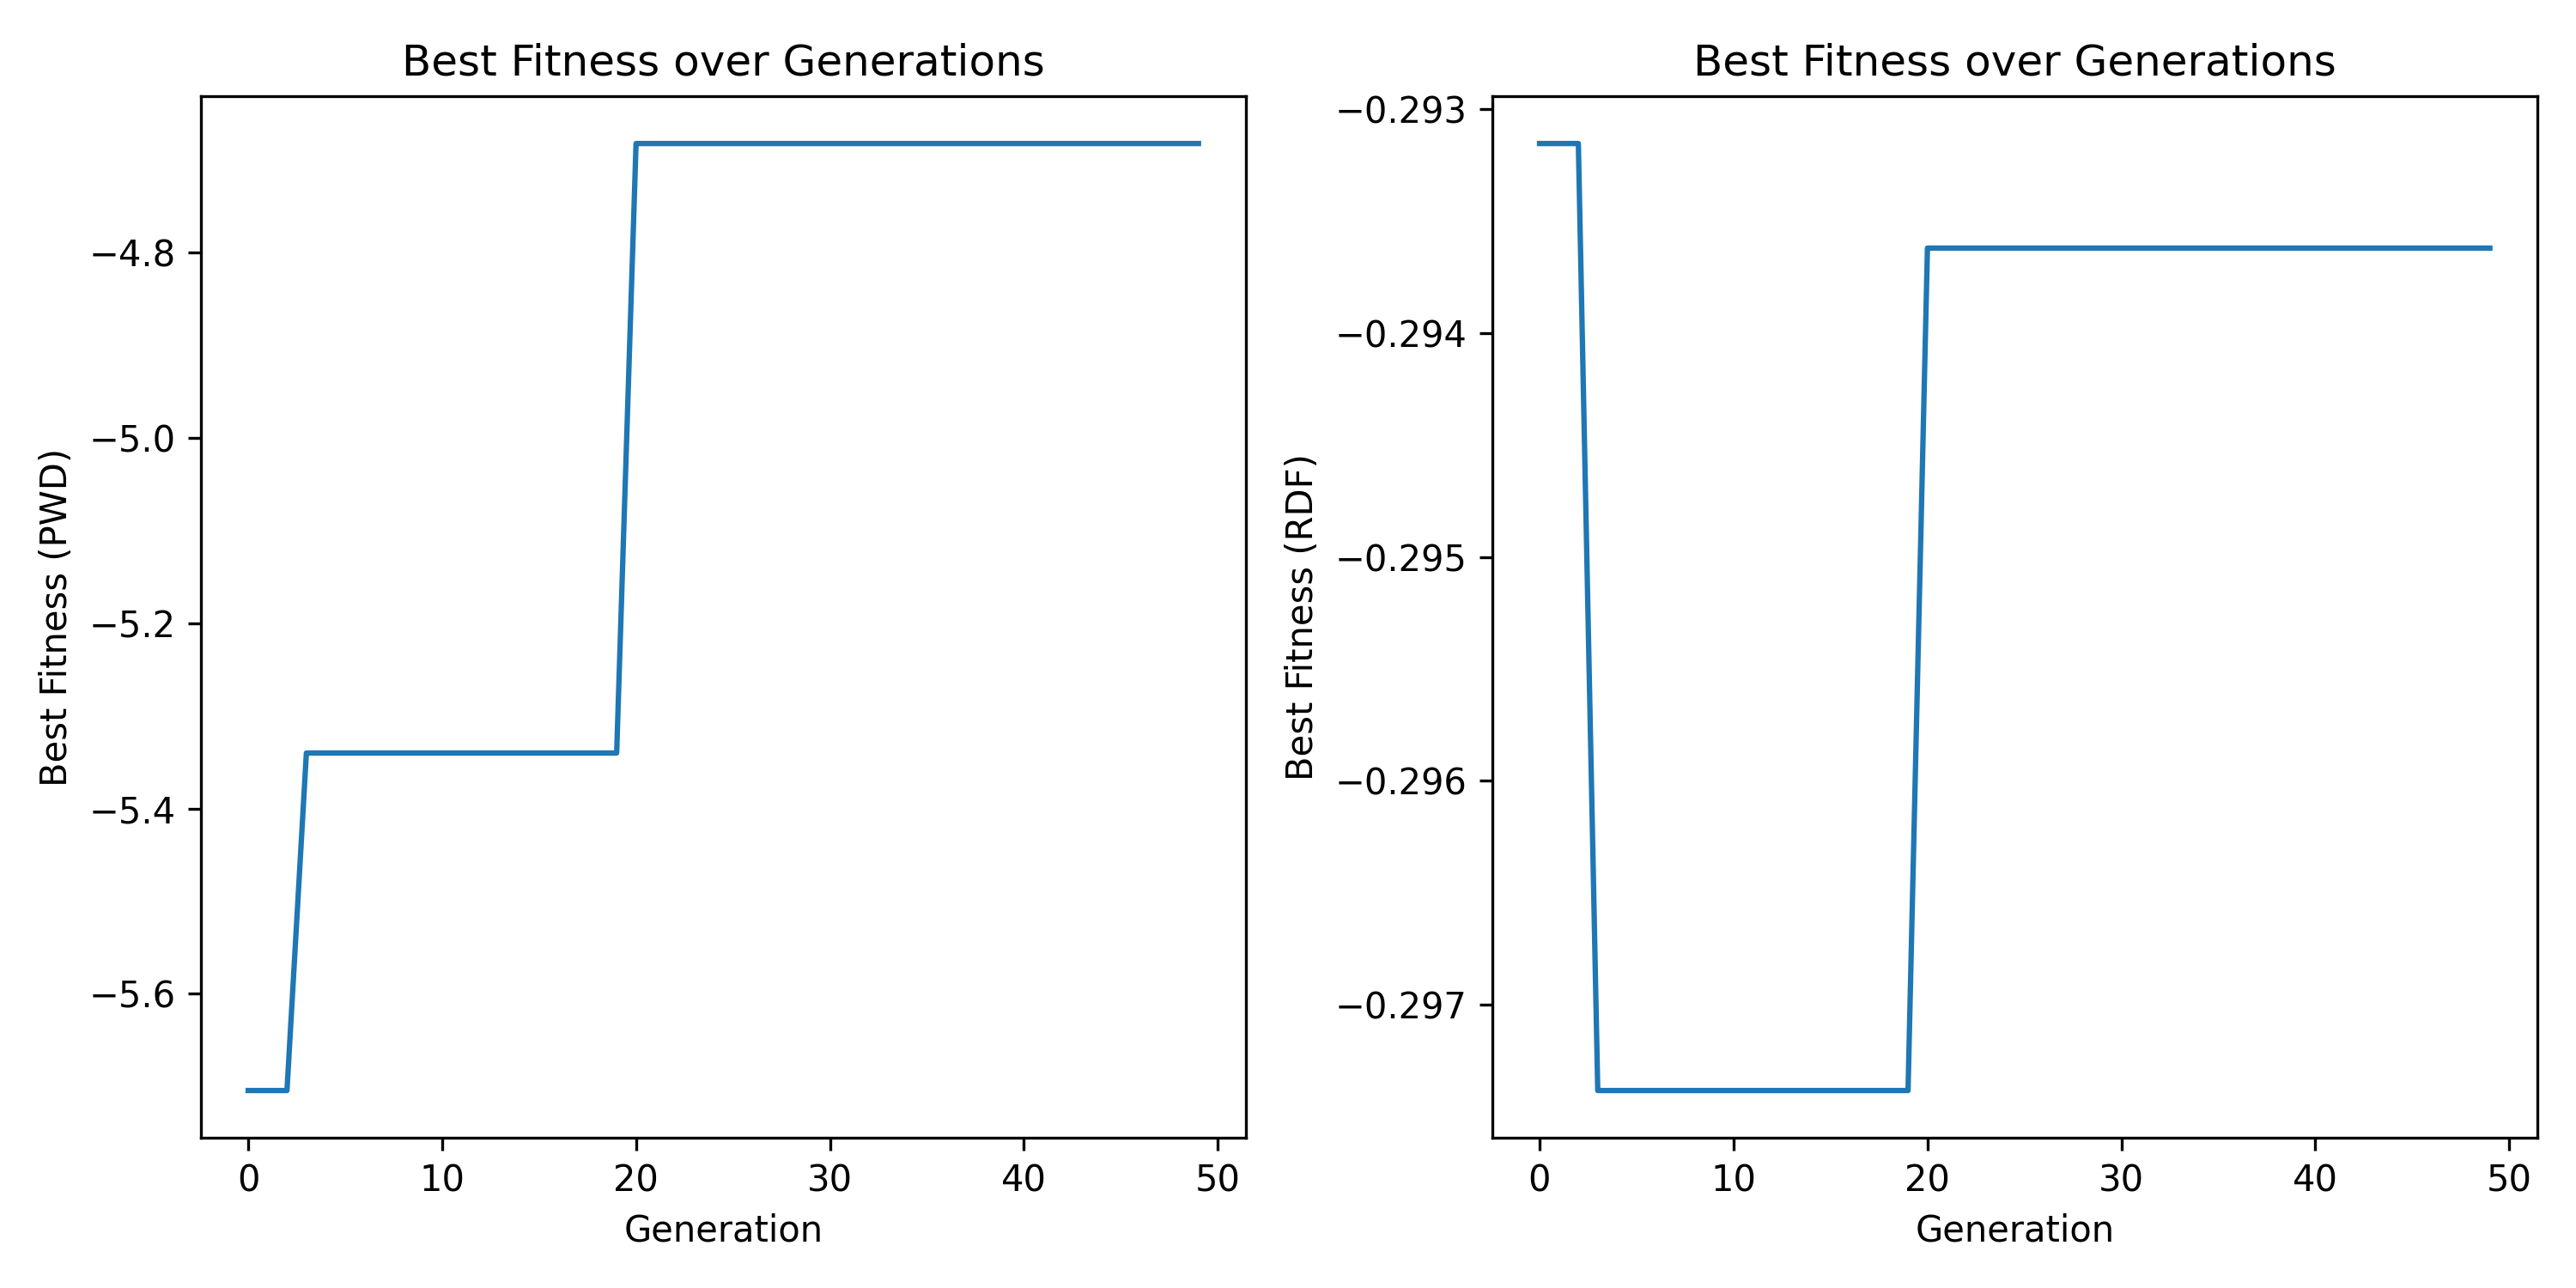 Best Fitness over Generations
Best Fitness (PWD)
−4.8
−5.0
−5.2
−5.4
−5.6
0 10 20 30 40 50
Generation
Best Fitness over Generations
Best Fitness (RDF)
−0.293
−0.294
−0.295
−0.296
−0.297
0 10 20 30 40 50
Generation